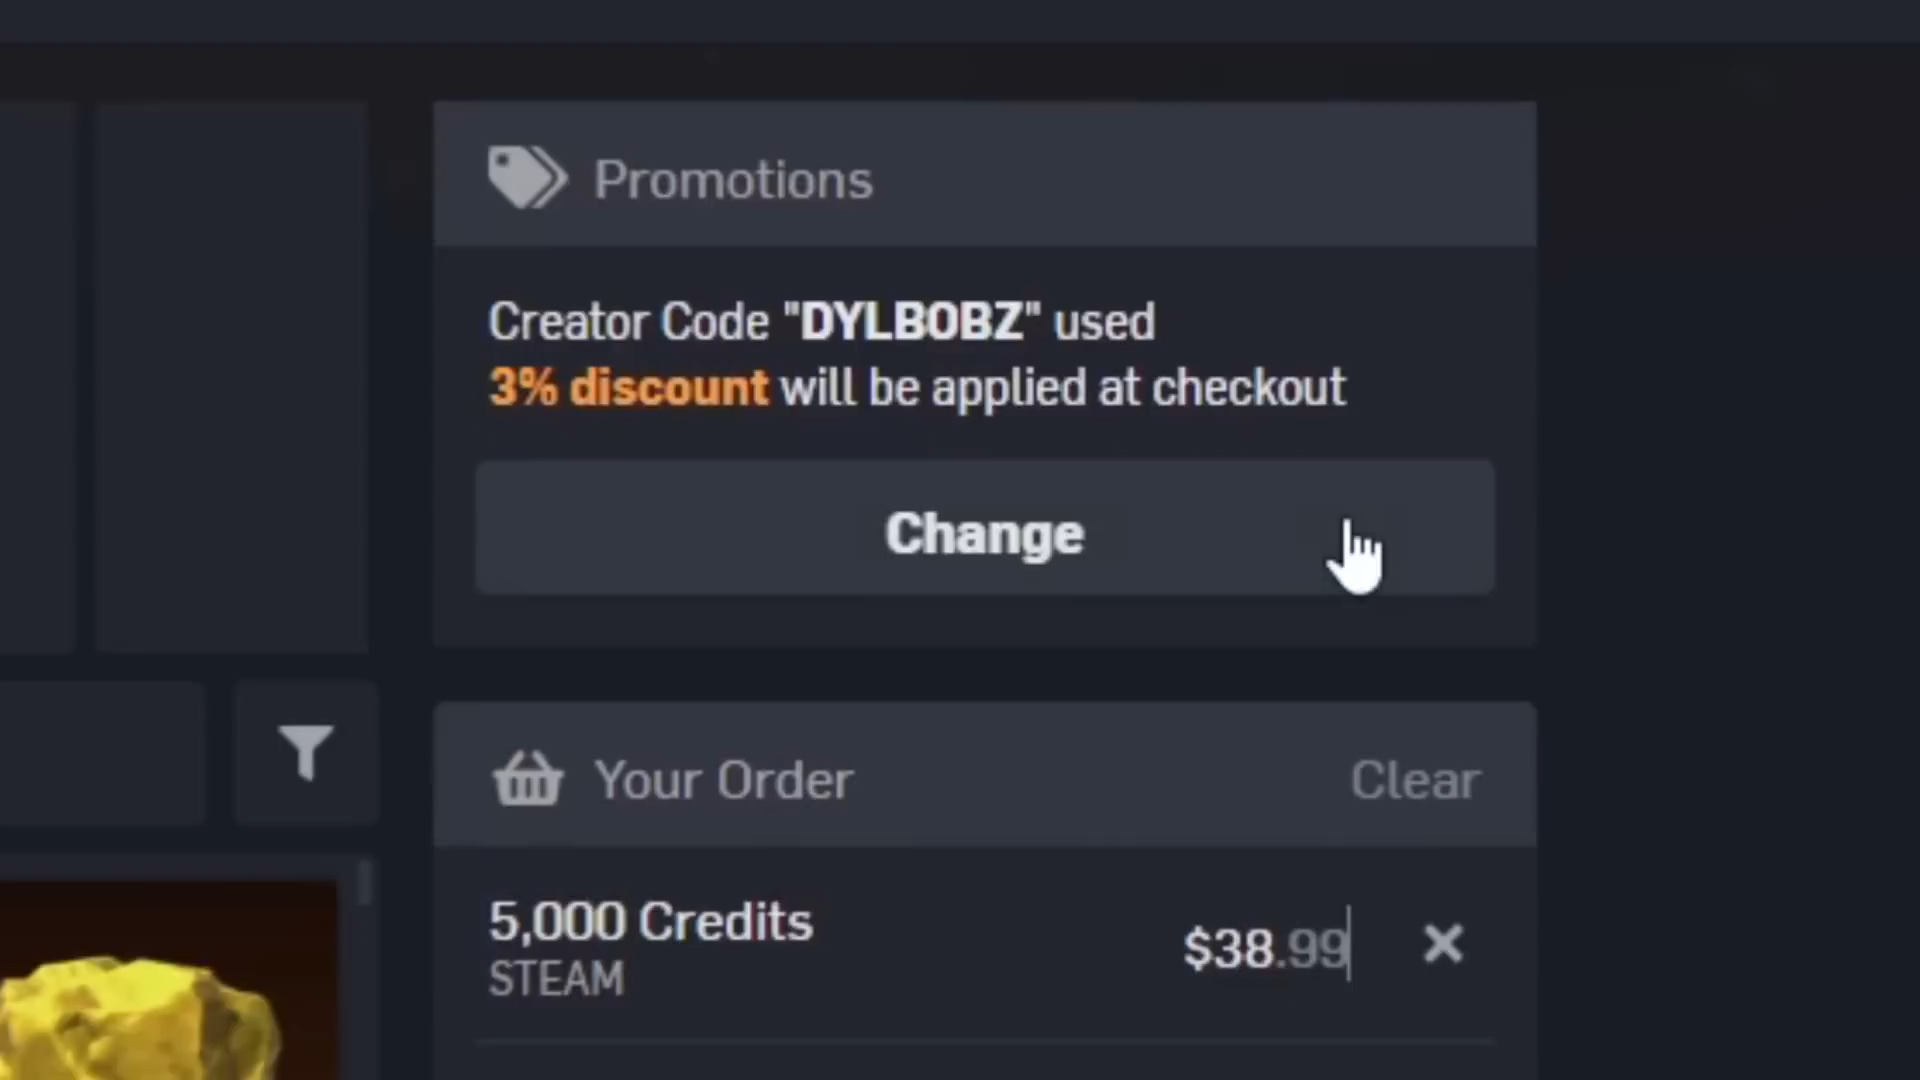 Promotions
Creator Code "DYLBOBZ" used
3% discount will be applied at checkout
Change
Your Order
Clear
5,000 Credits
$38.99
STEAM